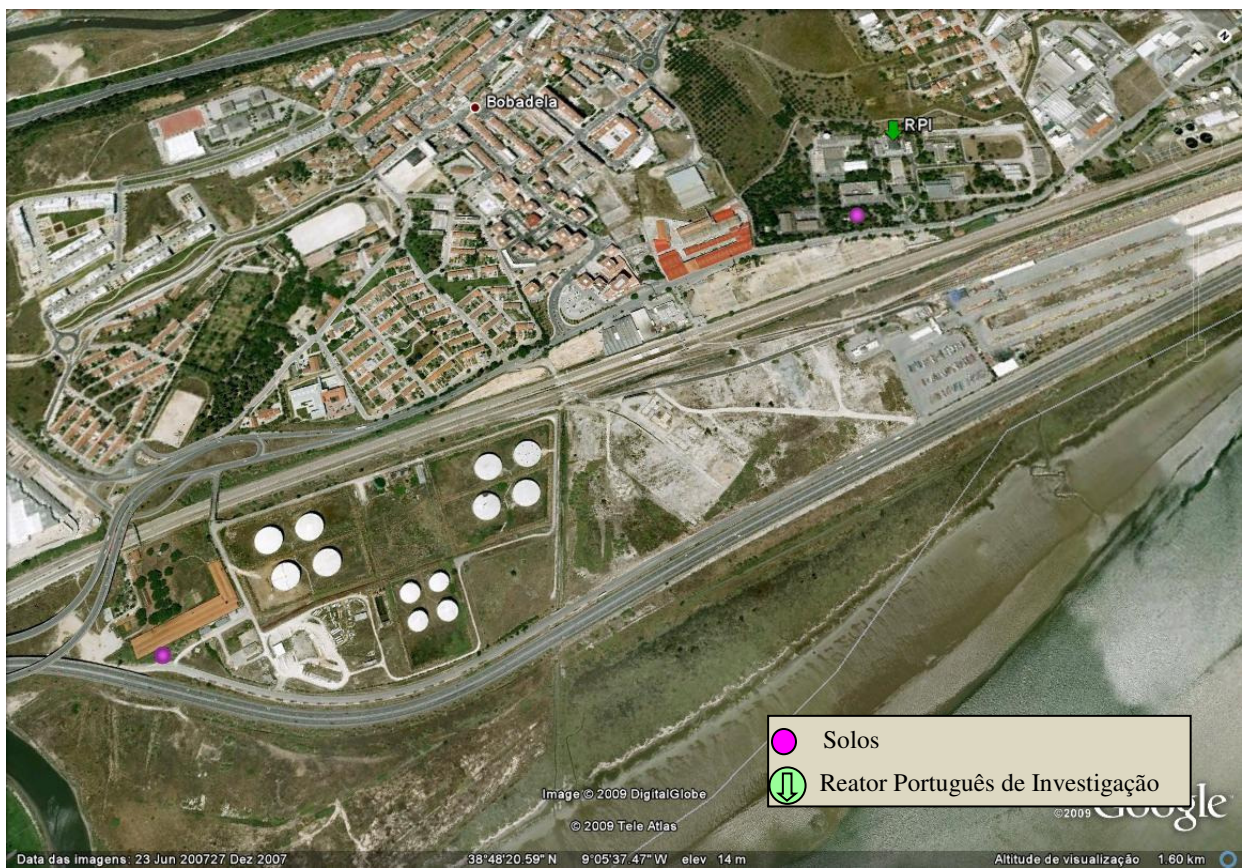 N
Bobadela
RPI
Solos
Reator Português de Investigação
Image © 2009 DigitalGlobe
© 2009 Tele Atlas
©2009 Google
Data das imagens: 23 Jun 200727 Dez 2007 38°48'20.59" N 9°05'37.47" W elev 14 m Altitude de visualização 1.60 km